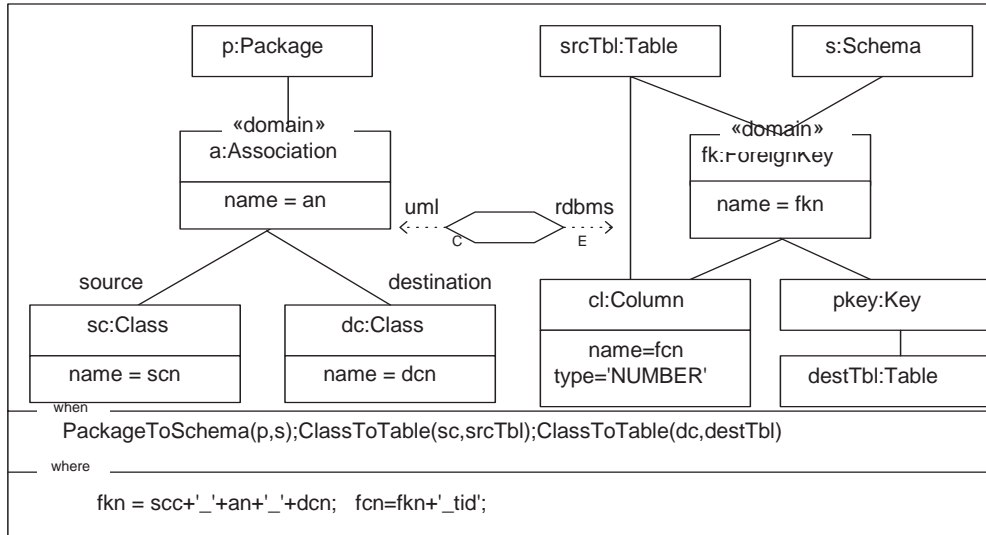 p:Package
srcTbl:Table
s:Schema
«domain»
a:Association
name = an
«domain»
fk:ForeignKey
name = fkn
uml
rdbms
C
E
source
destination
sc:Class
name = scn
dc:Class
name = dcn
cl:Column
name=fcn
type='NUMBER'
pkey:Key
destTbl:Table
when
PackageToSchema(p,s);ClassToTable(sc,srcTbl);ClassToTable(dc,destTbl)
where
fkn = scc+'_'+an+'_'+dcn; fcn=fkn+'_tid';